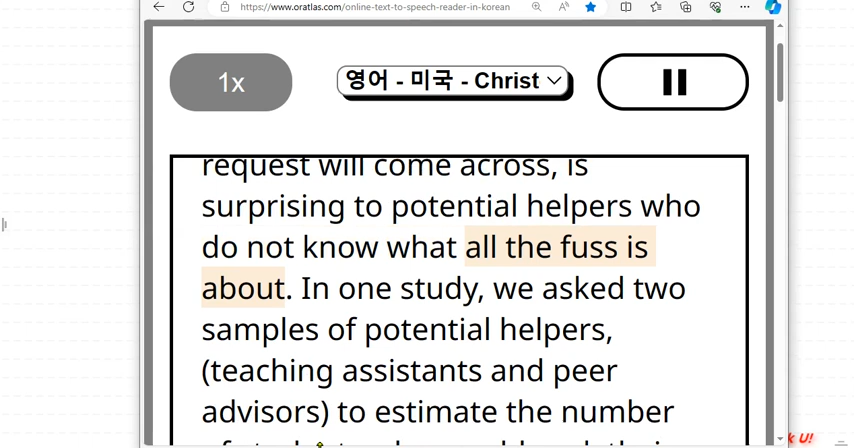 https://www.oratlas.com/online-text-to-speech-reader-in-korean
1x
영어 - 미국 - Christ
request will come across, is
surprising to potential helpers who
do not know what all the fuss is
about. In one study, we asked two
samples of potential helpers,
(teaching assistants and peer
advisors) to estimate the number
k U!